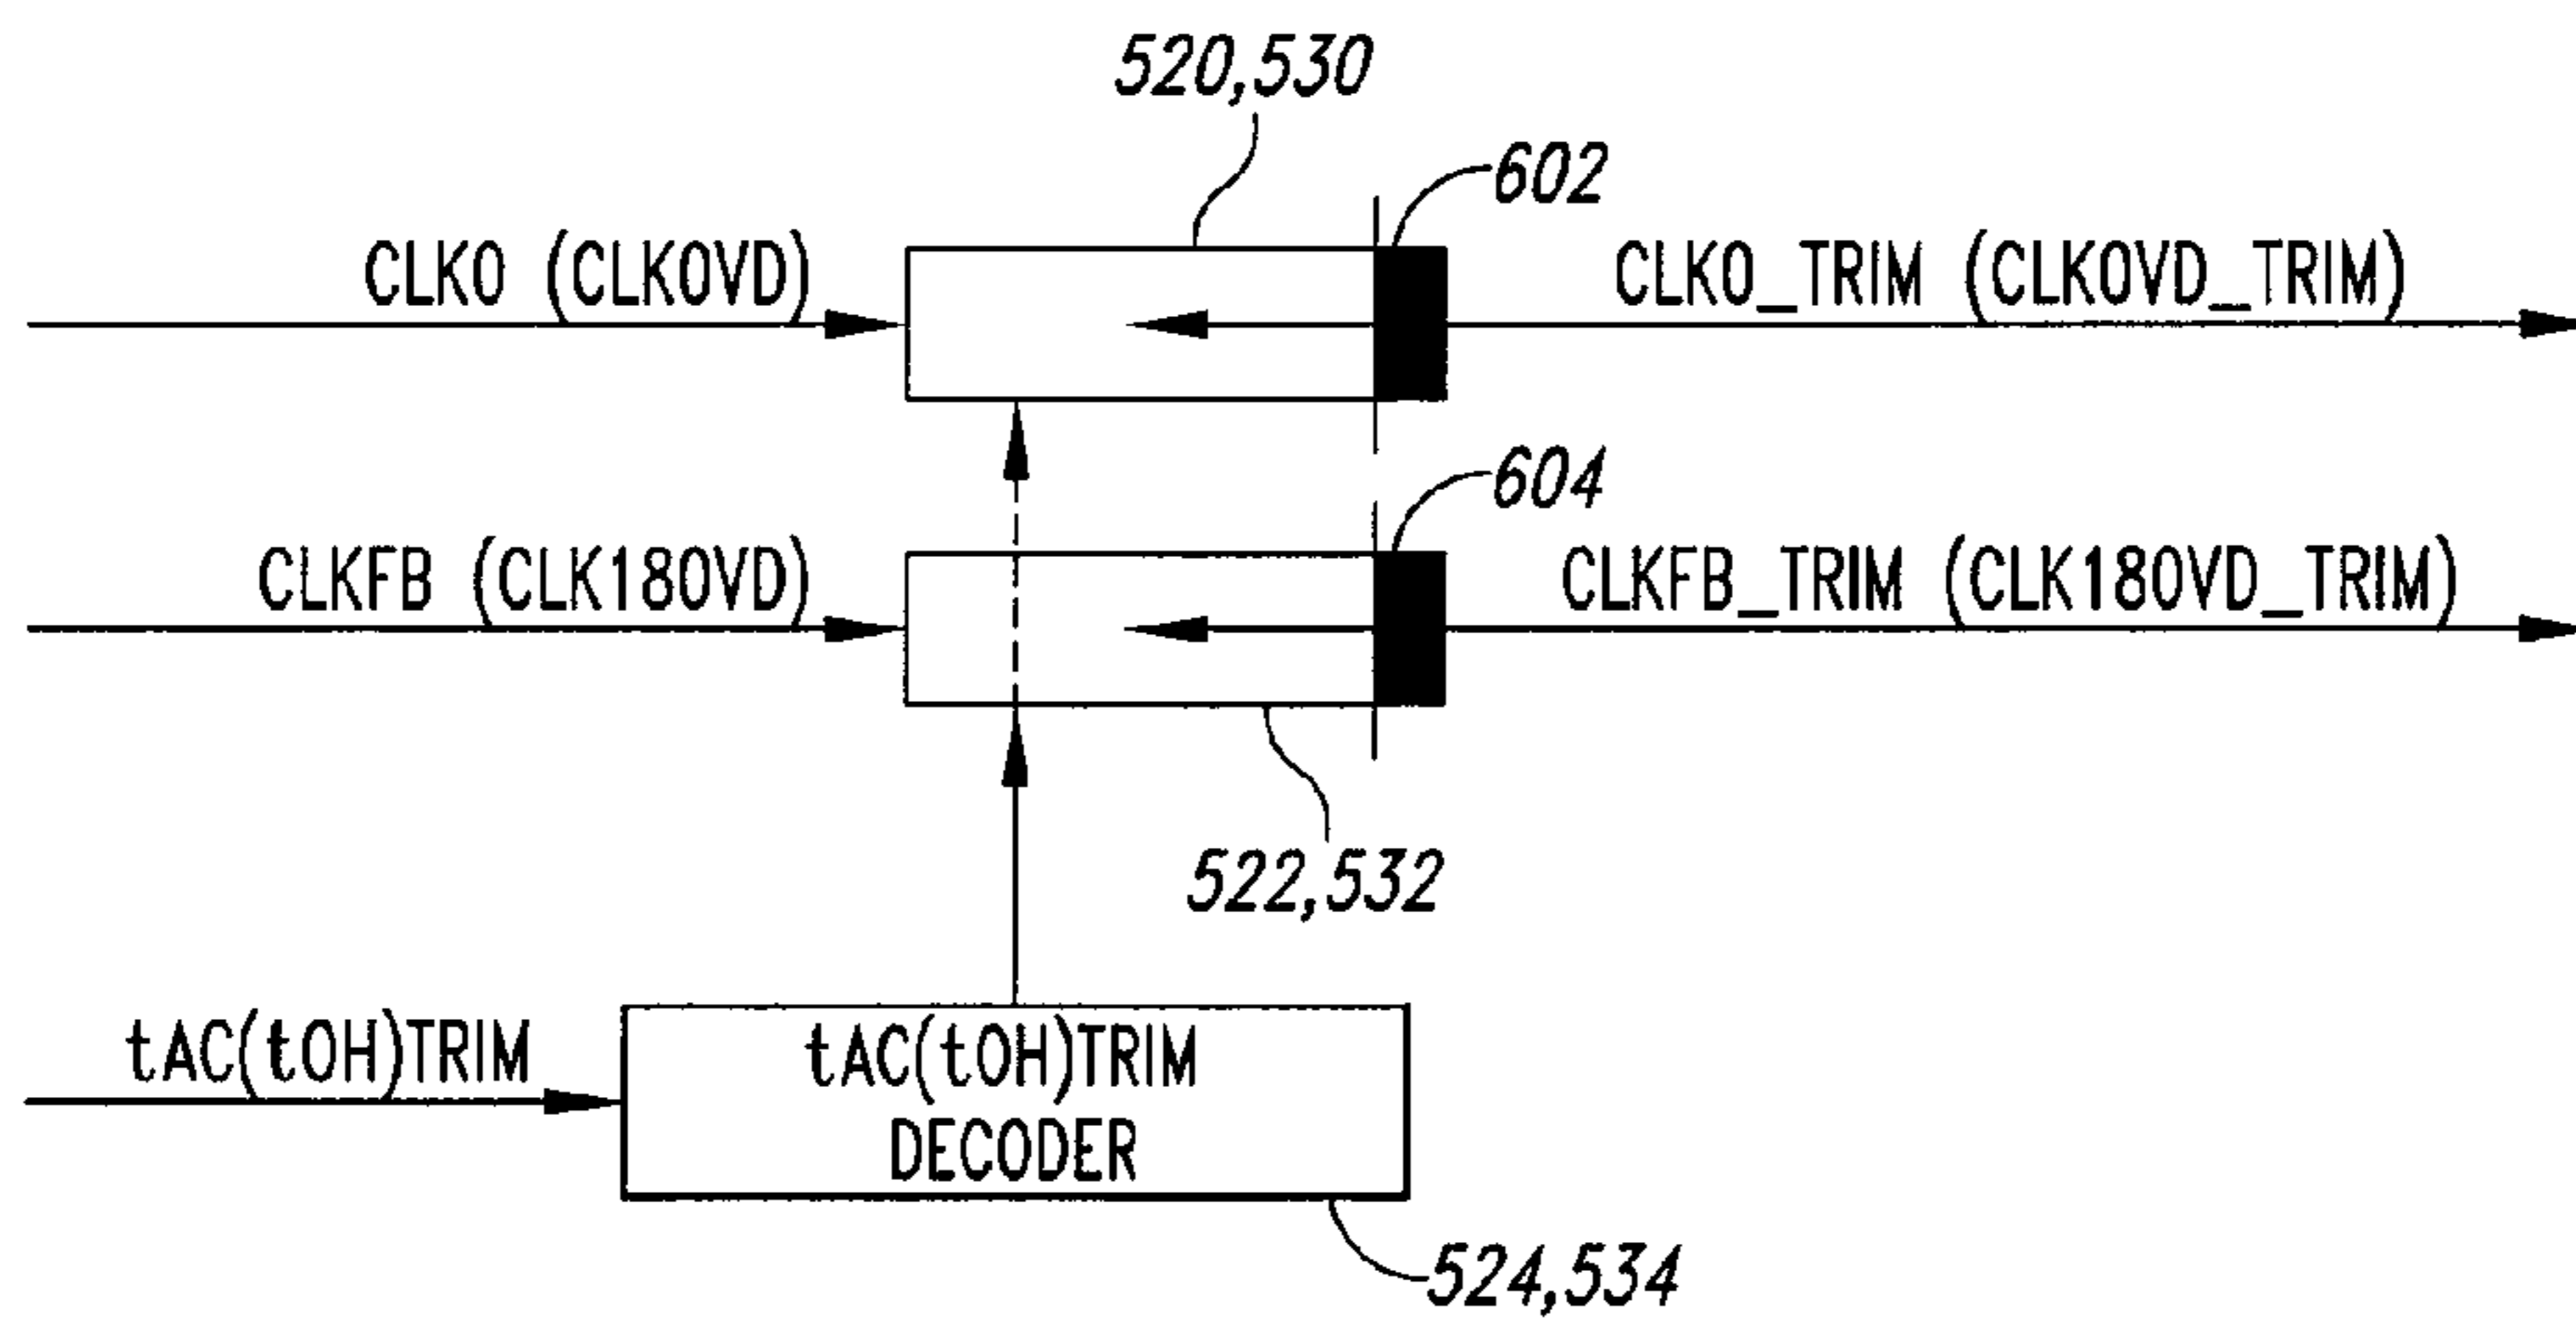 520,530
602
CLK0 (CLK0VD)
CLK0_TRIM (CLK0VD_TRIM)
604
CLKFB (CLK180VD)
CLKFB_TRIM (CLK180VD_TRIM)
522,532
tAC(tOH)TRIM
tAC(tOH)TRIM
DECODER
524,534